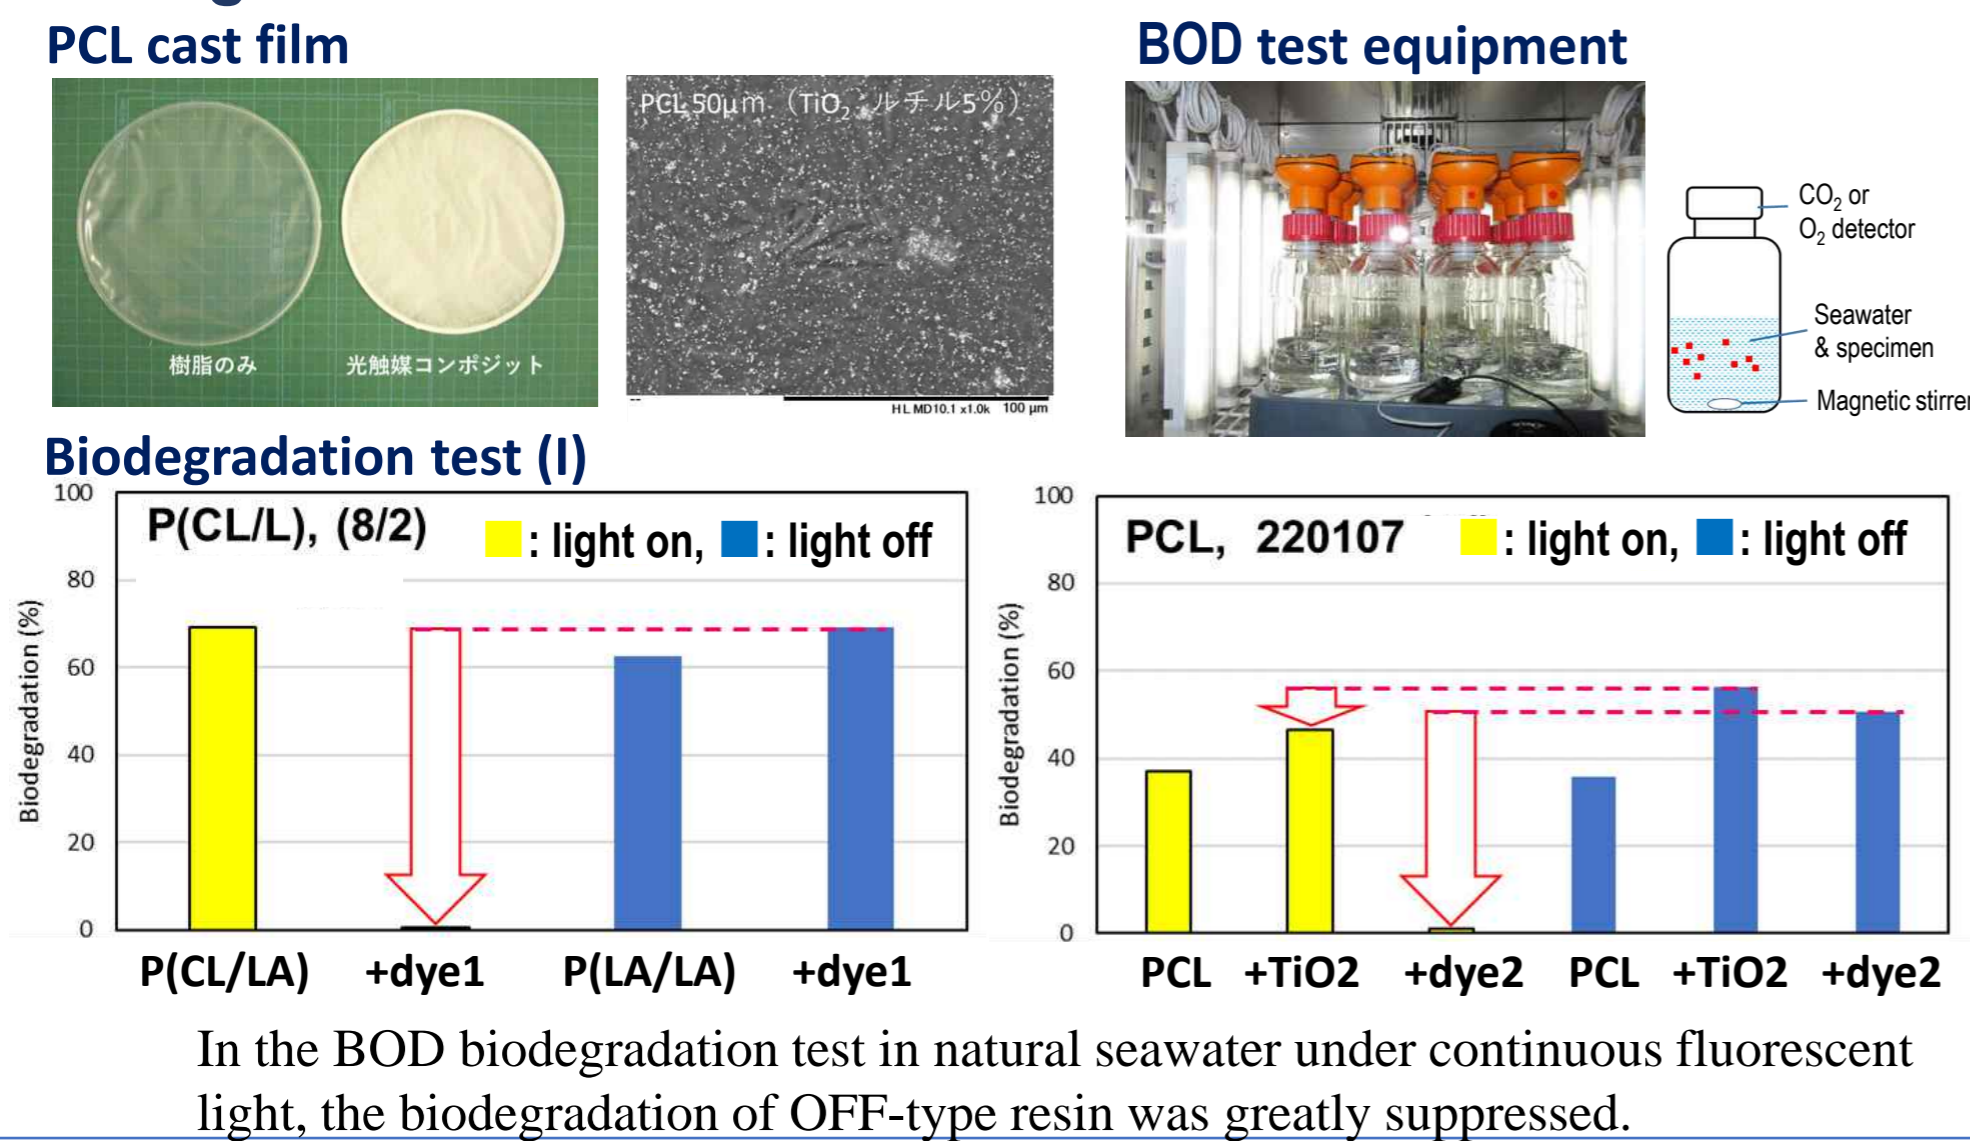 PCL cast film
BOD test equipment
樹脂のみ
光触媒コンポジット
PCL 50μm (TiO2:ルチル5%)
HL MD10.1 x1.0k 100 μm
CO2 or
O2 detector
Seawater
& specimen
Magnetic stirrer
Biodegradation test (I)
P(CL/L), (8/2)
: light on, : light off
Biodegradation (%)
100
80
60
40
20
0
P(CL/LA) +dye1 P(LA/LA) +dye1
PCL, 220107
: light on, : light off
Biodegradation (%)
100
80
60
40
20
0
PCL +TiO2 +dye2 PCL +TiO2 +dye2
In the BOD biodegradation test in natural seawater under continuous fluorescent
light, the biodegradation of OFF-type resin was greatly suppressed.